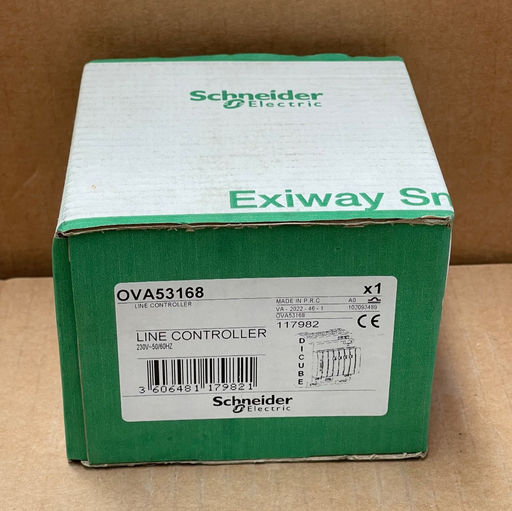 Schneider
Electric
Exiway Sm
OVA53168
LINE CONTROLLER
MADE IN P.R.C A0
x1
VA - 2022 - 46 - 1 102093489
OVA53168
117982
CE
LINE CONTROLLER
230V~50/60HZ
DICUBE
3 606481 179821
Schneider
Electric